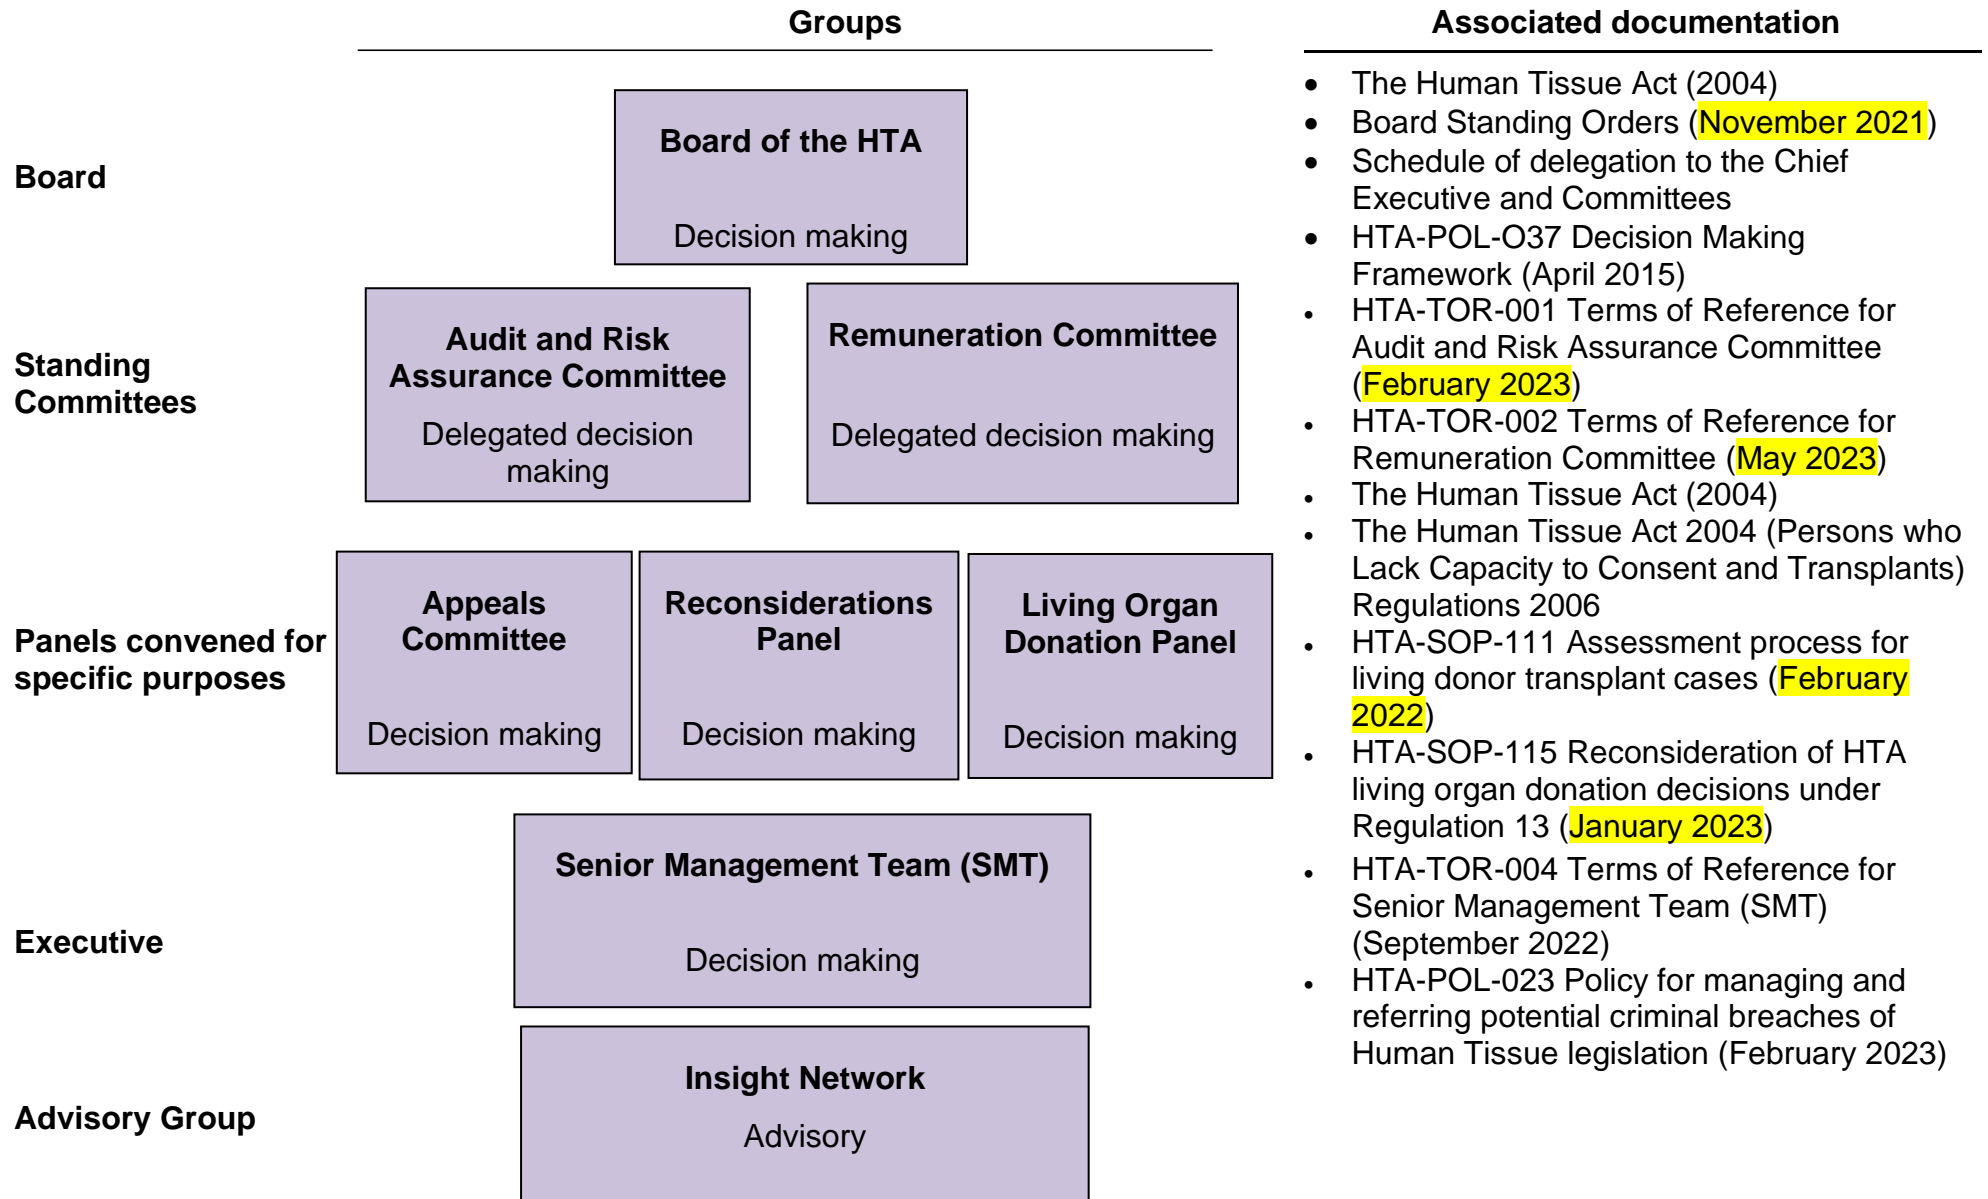 Groups
Board
Board of the HTA
Decision making
Standing
Committees
Audit and Risk
Assurance Committee
Delegated decision
making
Remuneration Committee
Delegated decision making
Panels convened for
specific purposes
Appeals
Committee
Decision making
Reconsiderations
Panel
Decision making
Living Organ
Donation Panel
Decision making
Executive
Senior Management Team (SMT)
Decision making
Advisory Group
Insight Network
Advisory
Associated documentation
• The Human Tissue Act (2004)
• Board Standing Orders (November 2021)
• Schedule of delegation to the Chief
Executive and Committees
• HTA-POL-O37 Decision Making
Framework (April 2015)
• HTA-TOR-001 Terms of Reference for
Audit and Risk Assurance Committee
(February 2023)
• HTA-TOR-002 Terms of Reference for
Remuneration Committee (May 2023)
• The Human Tissue Act (2004)
• The Human Tissue Act 2004 (Persons who
Lack Capacity to Consent and Transplants)
Regulations 2006
• HTA-SOP-111 Assessment process for
living donor transplant cases (February
2022)
• HTA-SOP-115 Reconsideration of HTA
living organ donation decisions under
Regulation 13 (January 2023)
• HTA-TOR-004 Terms of Reference for
Senior Management Team (SMT)
(September 2022)
• HTA-POL-023 Policy for managing and
referring potential criminal breaches of
Human Tissue legislation (February 2023)